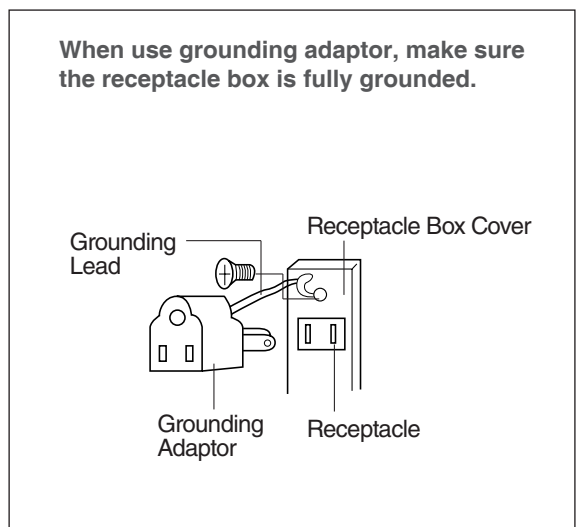 When use grounding adaptor, make sure
the receptacle box is fully grounded.
Receptacle Box Cover
Grounding
Lead
Grounding
Adaptor
Receptacle